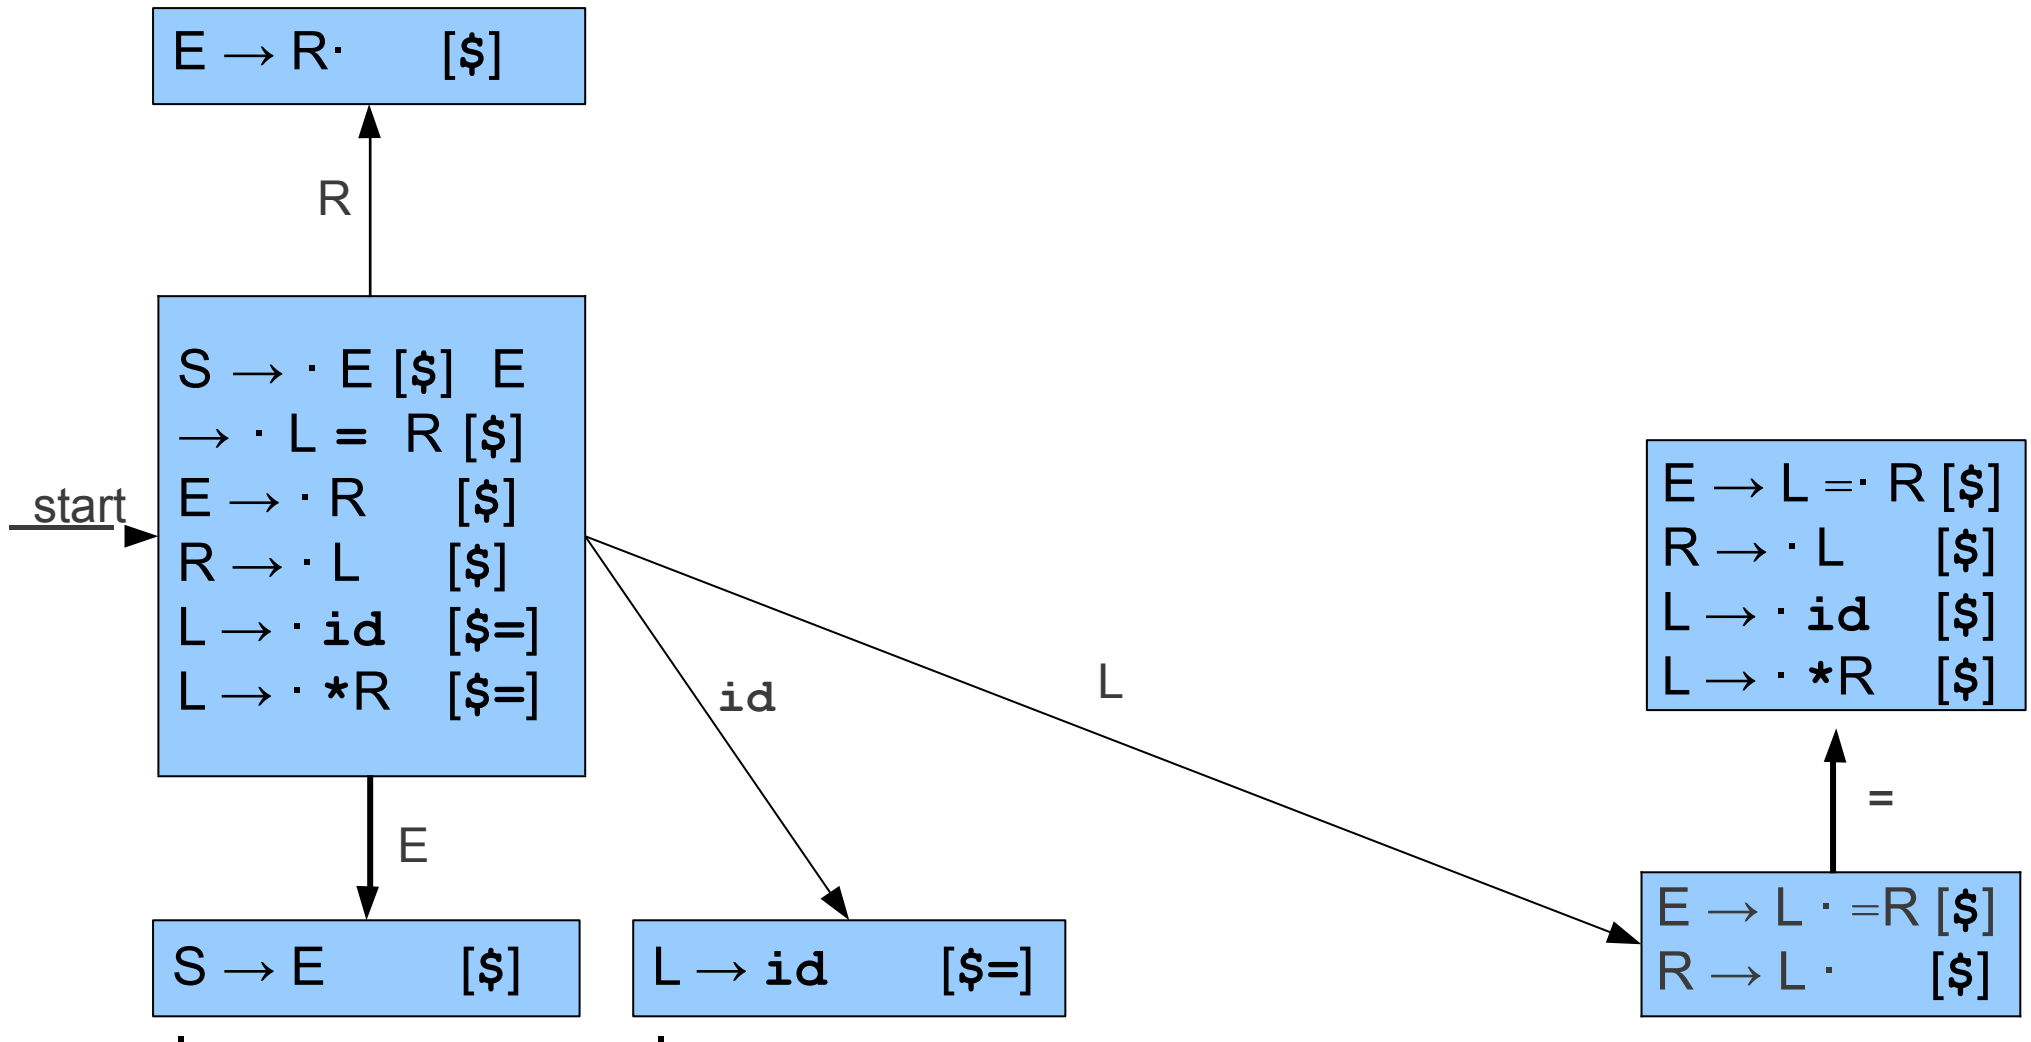 E → R· [$]
R
S → · E [$] E
→ · L = R [$]
E → · R [$]
R → · L [$]
L → · id [$=]
L → · *R [$=]
start
E → L =· R [$]
R → · L [$]
L → · id [$]
L → · *R [$]
id
L
=
E
E → L · =R [$]
R → L · [$]
S → E [$]
·
L → id [$=]
·